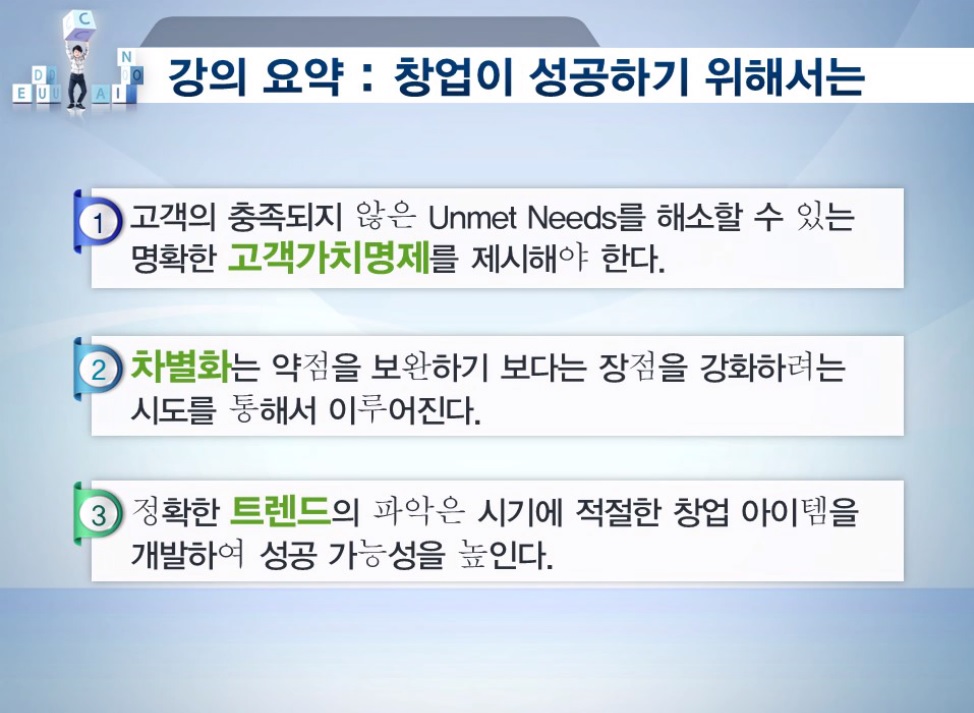 강의 요약 : 창업이 성공하기 위해서는
1 고객의 충족되지 않은 Unmet Needs를 해소할 수 있는
명확한 고객가치명제를 제시해야 한다.
2 차별화는 약점을 보완하기 보다는 장점을 강화하려는
시도를 통해서 이루어진다.
3 정확한 트렌드의 파악은 시기에 적절한 창업 아이템을
개발하여 성공 가능성을 높인다.